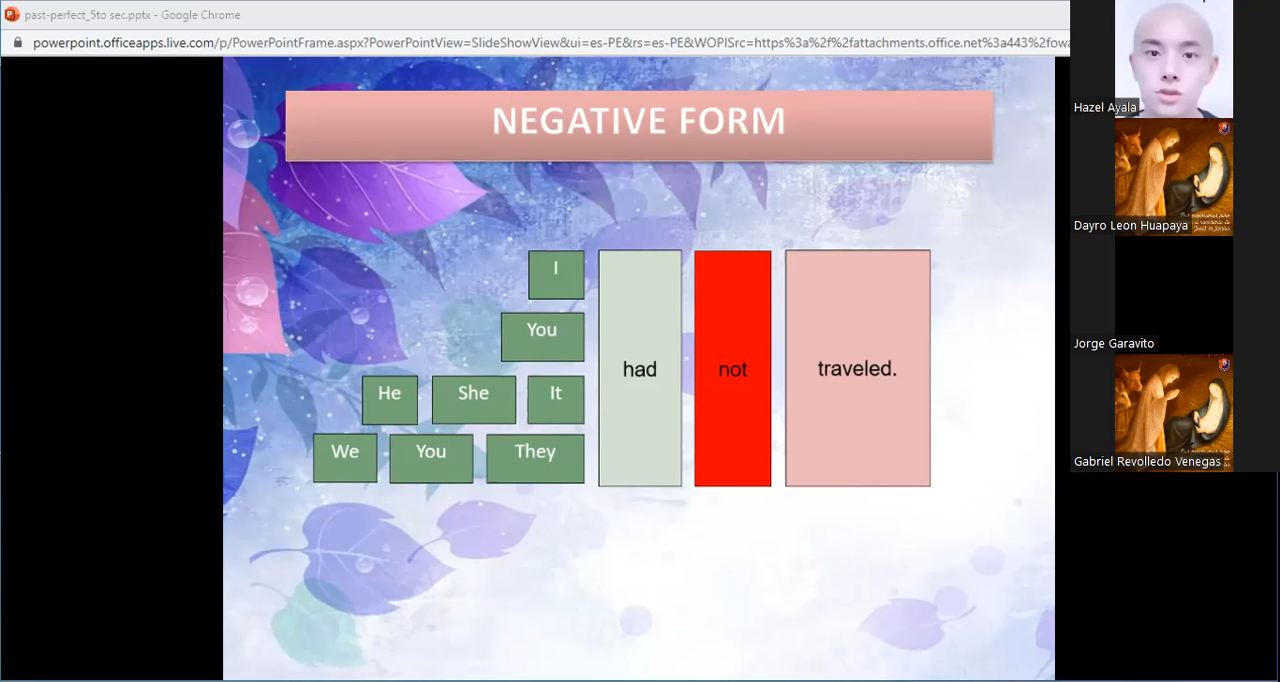 past-perfect_5to sec.pptx - Google Chrome
powerpoint.officeapps.live.com/p/PowerPointFrame.aspx?PowerPointView=SlideShowView&ui=es-PE&rs=es-PE&WOPISrc=https%3a%2f%2fattachments.office.net%3a443%2fowa
NEGATIVE FORM
I
You
He She It
We You They
had not traveled.
Hazel Ayala
Dayro Leon Huapaya
Jorge Garavito
Gabriel Revolledo Venegas